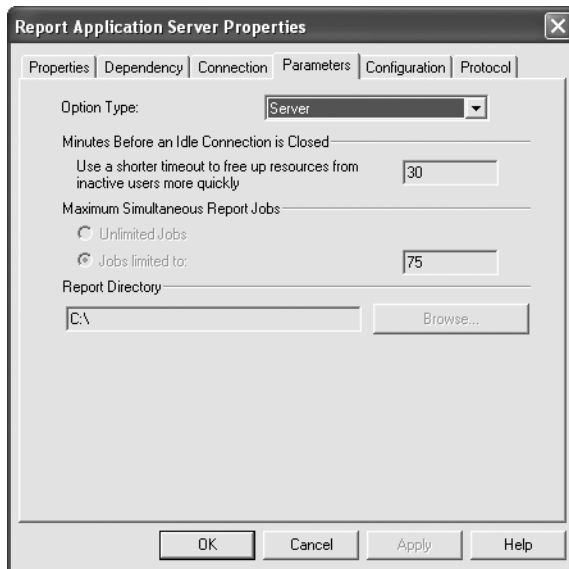 Report Application Server Properties
Properties Dependency Connection Parameters Configuration Protocol
Option Type: Server
Minutes Before an Idle Connection is Closed
Use a shorter timeout to free up resources from
inactive users more quickly
30
Maximum Simultaneous Report Jobs
Unlimited Jobs
Jobs limited to: 75
Report Directory
C:\ Browse...
OK Cancel Apply Help